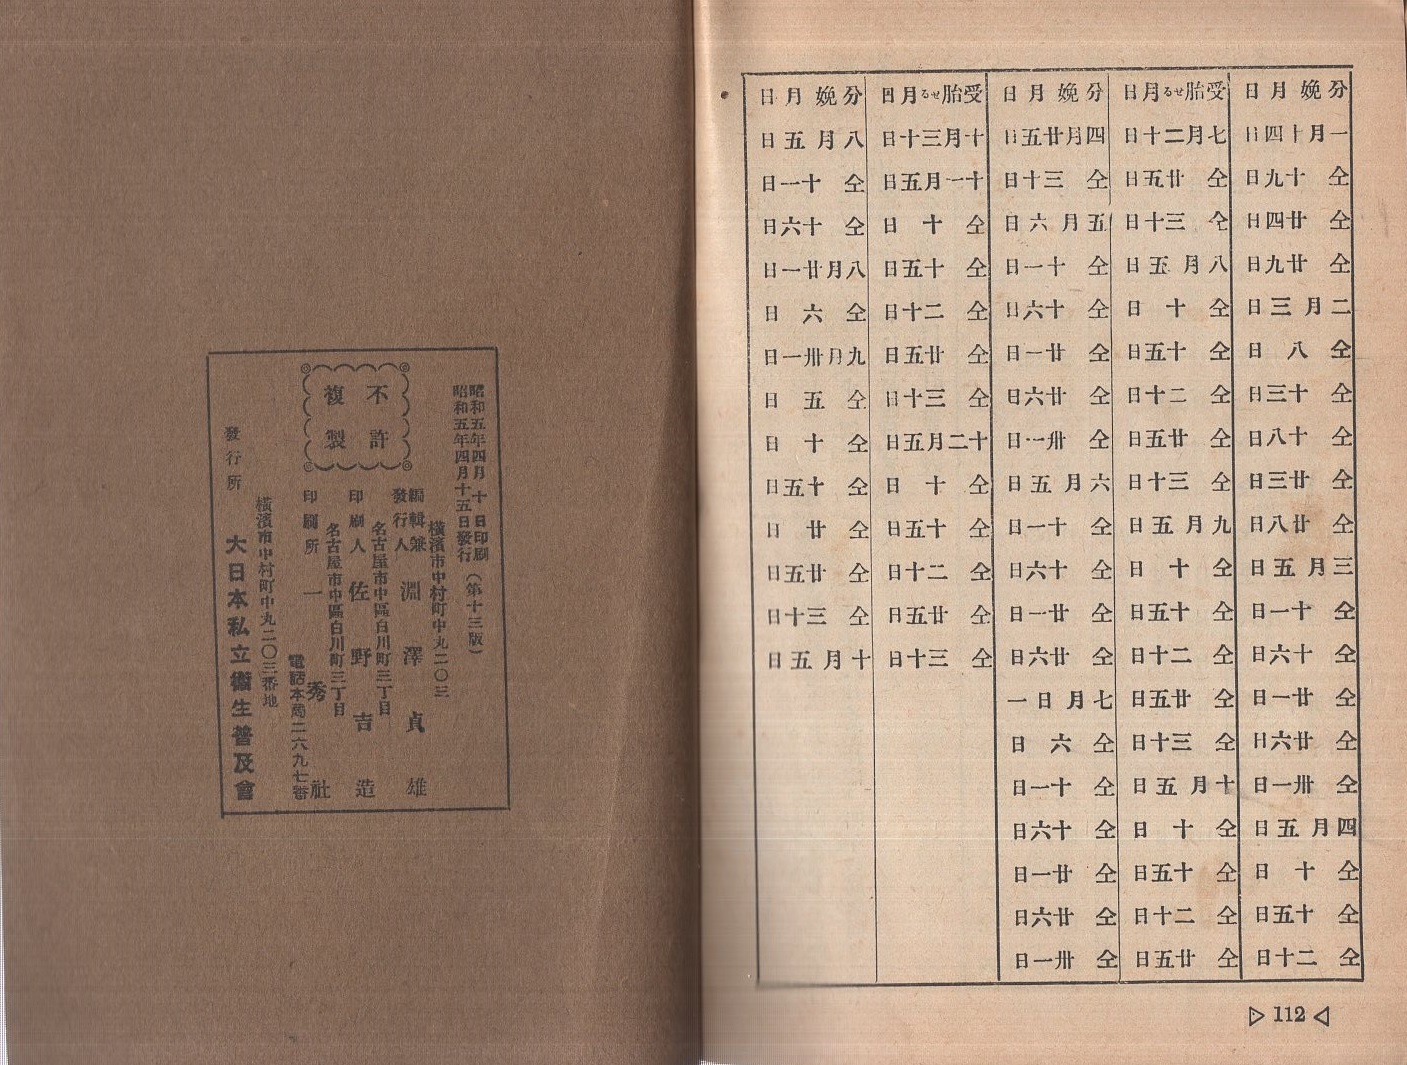 分娩月日
一月十四日
仝十九日
仝廿四日
仝廿九日
二月三日
仝八日
仝十三日
仝十八日
仝廿三日
仝廿八日
三月五日
仝十一日
仝十六日
仝廿一日
仝廿六日
仝卅一日
四月五日
仝十日
仝十五日
仝二十日
受胎せる月日
七月二十日
仝廿五日
仝三十日
八月五日
仝十日
仝十五日
仝二十日
仝廿五日
仝三十日
九月五日
仝十日
仝十五日
仝二十日
仝廿五日
仝三十日
十月五日
仝十日
仝十五日
仝二十日
仝廿五日
分娩月日
四月廿五日
仝三十日
五月六日
仝十一日
仝十六日
仝廿一日
仝廿六日
仝卅一日
六月五日
仝十一日
仝十六日
仝廿一日
仝廿六日
七月日一
仝六日
仝十一日
仝十六日
仝廿一日
仝廿六日
仝卅一日
受胎せる月日
十月三十日
十一月五日
仝十日
仝十五日
仝二十日
仝廿五日
仝三十日
十二月五日
仝十日
仝十五日
仝二十日
仝廿五日
仝三十日
分娩月日
八月五日
仝十一日
仝十六日
八月廿一日
仝六日
九月卅一日
仝五日
仝十日
仝十五日
仝廿日
仝廿五日
仝三十日
十月五日
112
昭和五年四月十日印刷
昭和五年四月十五日發行(第十三版)
不許
複製
橫濱市中村町中丸二〇三
編輯兼
發行人 淵澤貞雄
名古屋市中區白川町三丁目
印刷人 佐野吉造
名古屋市中區白川町三丁目
印刷所 一秀社
電話本局二六九七番
橫濱市中村町中丸二〇三番地
發行所 大日本私立衞生普及會